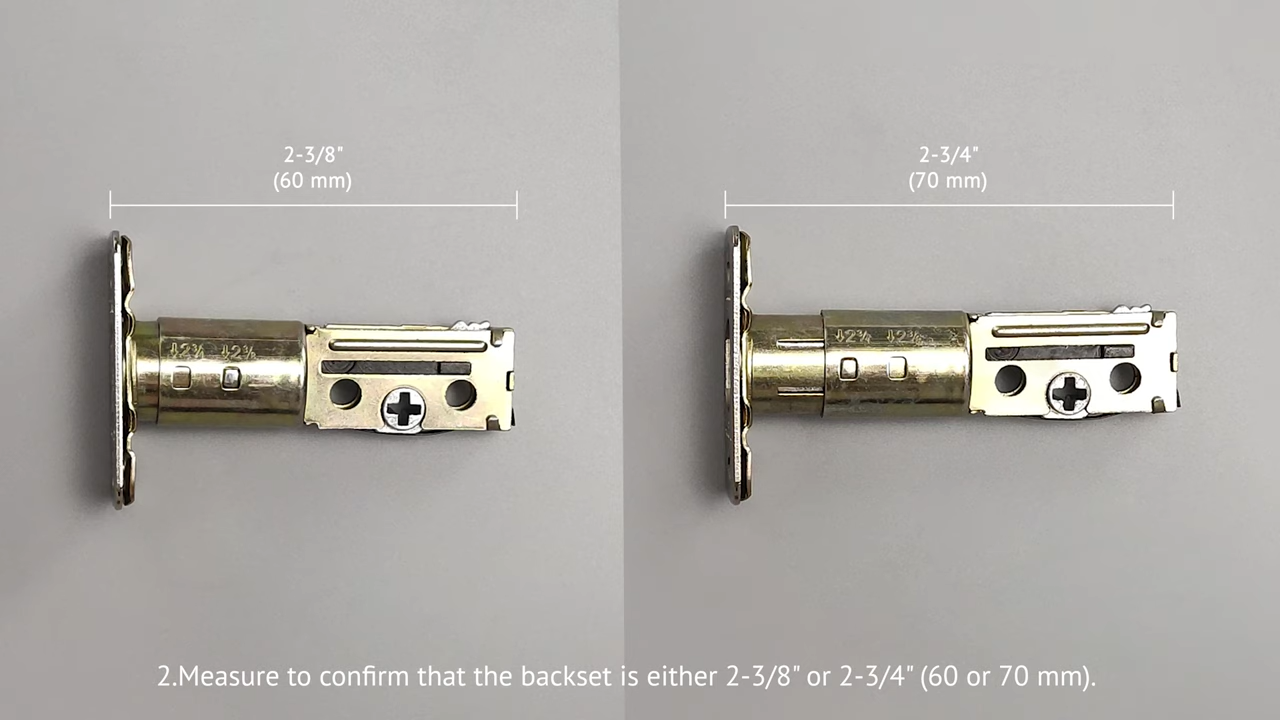 2-3/8"
(60 mm)
2-3/4"
(70 mm)
2.Measure to confirm that the backset is either 2-3/8" or 2-3/4" (60 or 70 mm).